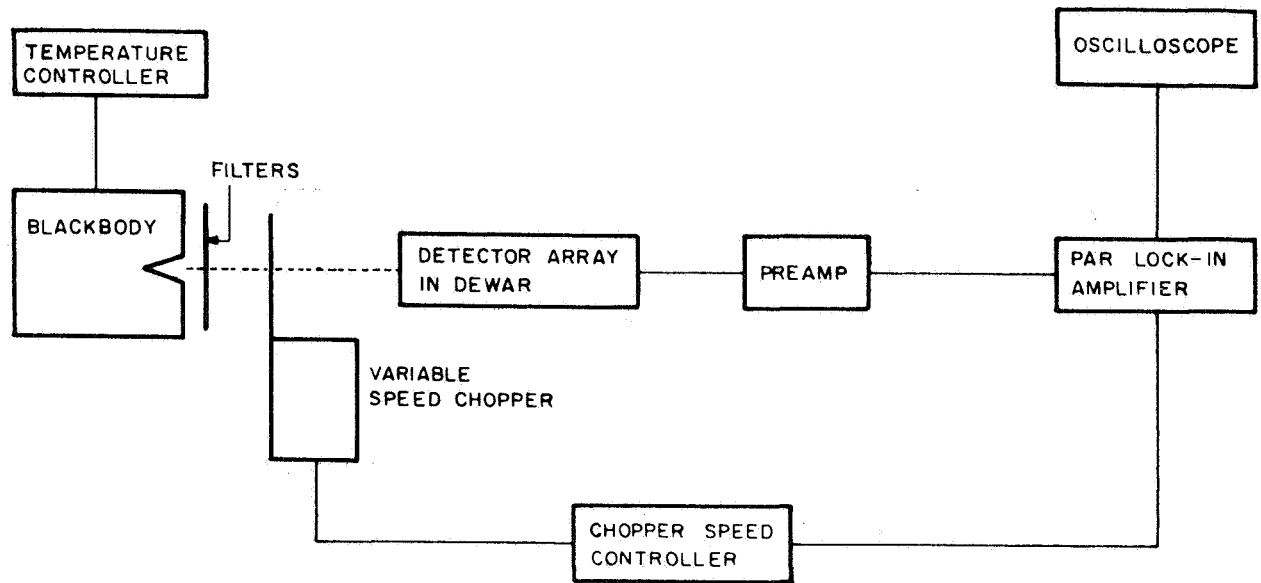 TEMPERATURE
CONTROLLER
OSCILLOSCOPE
FILTERS
BLACKBODY
DETECTOR ARRAY
IN DEWAR
PREAMP
PAR LOCK-IN
AMPLIFIER
VARIABLE
SPEED CHOPPER
CHOPPER SPEED
CONTROLLER